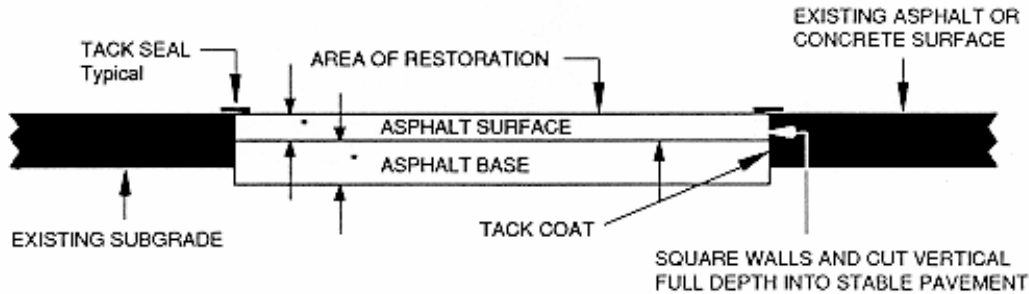 EXISTING ASPHALT OR
CONCRETE SURFACE
TACK SEAL
Typical
AREA OF RESTORATION
ASPHALT SURFACE
ASPHALT BASE
EXISTING SUBGRADE
TACK COAT
SQUARE WALLS AND CUT VERTICAL
FULL DEPTH INTO STABLE PAVEMENT